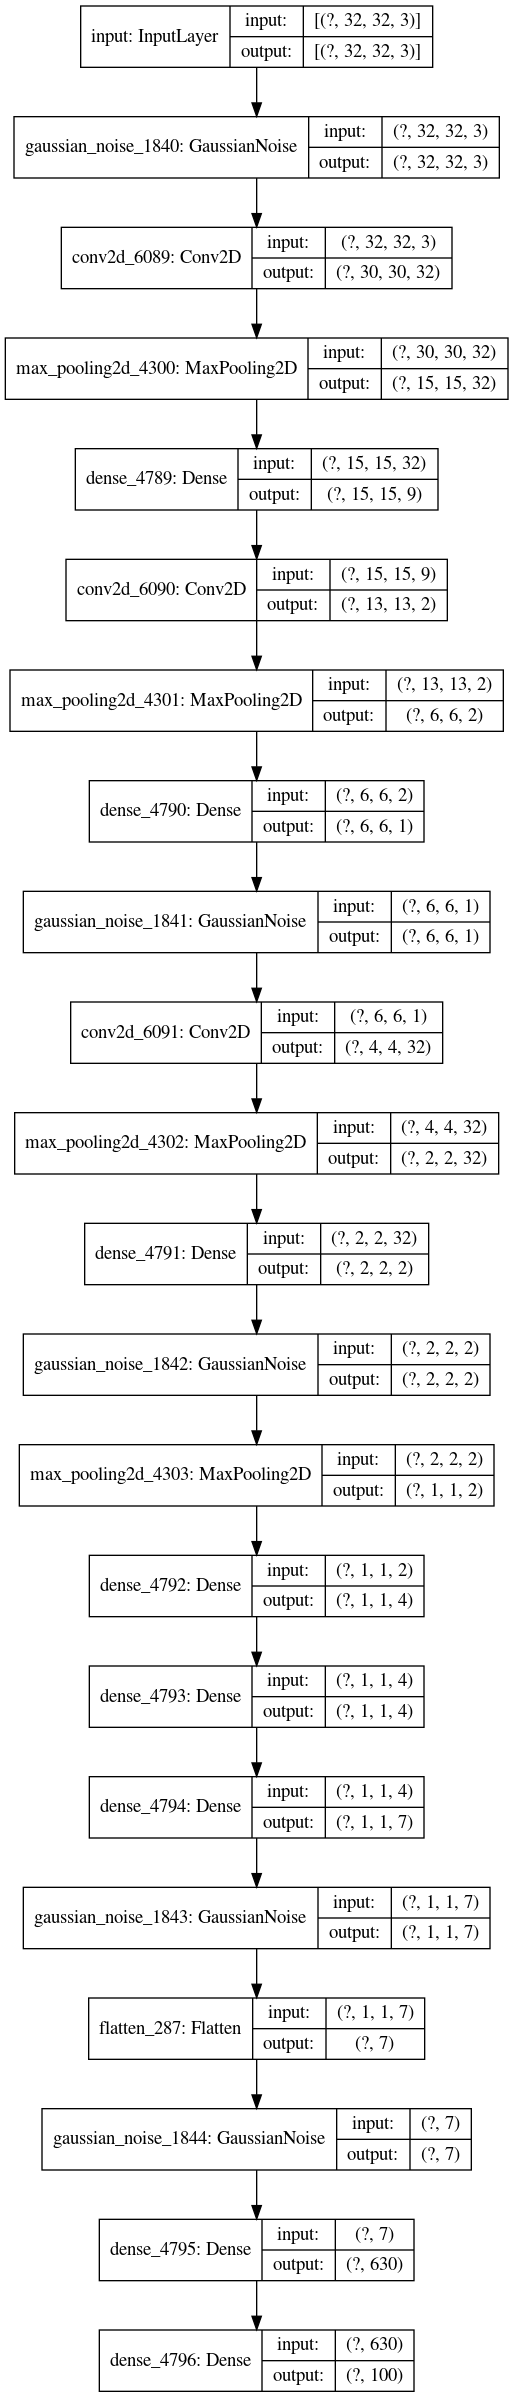 input: InputLayer
input:
[(?, 32, 32, 3)]
output:
[(?, 32, 32, 3)]
gaussian_noise_1840: GaussianNoise
input:
(?, 32, 32, 3)
output:
(?, 32, 32, 3)
conv2d_6089: Conv2D
input:
(?, 32, 32, 3)
output:
(?, 30, 30, 32)
max_pooling2d_4300: MaxPooling2D
input:
(?, 30, 30, 32)
output:
(?, 15, 15, 32)
dense_4789: Dense
input:
(?, 15, 15, 32)
output:
(?, 15, 15, 9)
conv2d_6090: Conv2D
input:
(?, 15, 15, 9)
output:
(?, 13, 13, 2)
max_pooling2d_4301: MaxPooling2D
input:
(?, 13, 13, 2)
output:
(?, 6, 6, 2)
dense_4790: Dense
input:
(?, 6, 6, 2)
output:
(?, 6, 6, 1)
gaussian_noise_1841: GaussianNoise
input:
(?, 6, 6, 1)
output:
(?, 6, 6, 1)
conv2d_6091: Conv2D
input:
(?, 6, 6, 1)
output:
(?, 4, 4, 32)
max_pooling2d_4302: MaxPooling2D
input:
(?, 4, 4, 32)
output:
(?, 2, 2, 32)
dense_4791: Dense
input:
(?, 2, 2, 32)
output:
(?, 2, 2, 2)
gaussian_noise_1842: GaussianNoise
input:
(?, 2, 2, 2)
output:
(?, 2, 2, 2)
max_pooling2d_4303: MaxPooling2D
input:
(?, 2, 2, 2)
output:
(?, 1, 1, 2)
dense_4792: Dense
input:
(?, 1, 1, 2)
output:
(?, 1, 1, 4)
dense_4793: Dense
input:
(?, 1, 1, 4)
output:
(?, 1, 1, 4)
dense_4794: Dense
input:
(?, 1, 1, 4)
output:
(?, 1, 1, 7)
gaussian_noise_1843: GaussianNoise
input:
(?, 1, 1, 7)
output:
(?, 1, 1, 7)
flatten_287: Flatten
input:
(?, 1, 1, 7)
output:
(?, 7)
gaussian_noise_1844: GaussianNoise
input:
(?, 7)
output:
(?, 7)
dense_4795: Dense
input:
(?, 7)
output:
(?, 630)
dense_4796: Dense
input:
(?, 630)
output:
(?, 100)